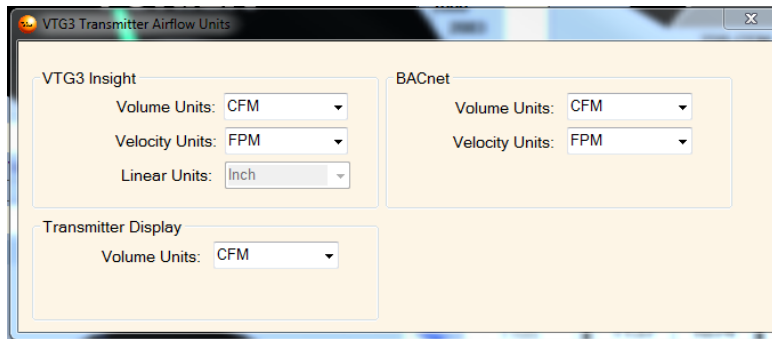 VTG3 Transmitter Airflow Units
VTG3 Insight
Volume Units: CFM
Velocity Units: FPM
Linear Units: Inch
BACnet
Volume Units: CFM
Velocity Units: FPM
Transmitter Display
Volume Units: CFM